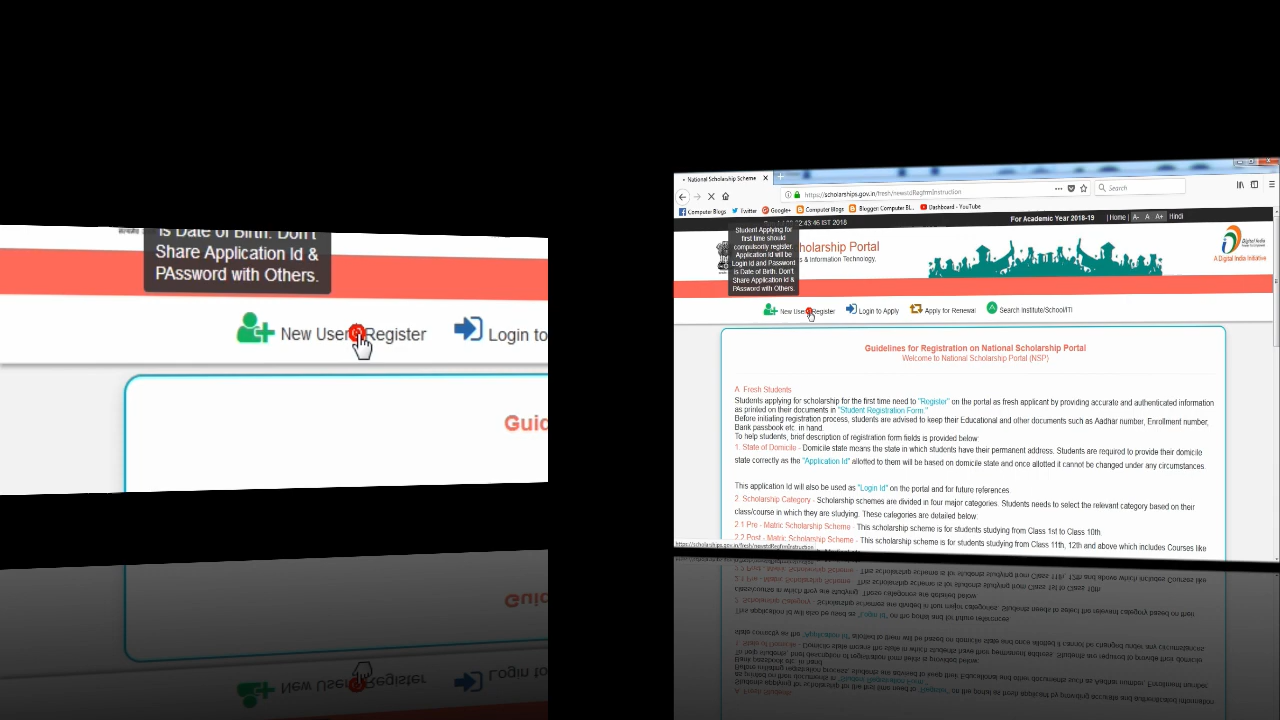 is Date of Birth. Don't
Share Application Id &
PAssword with Others.
New User? Register
Login to
Guid
National Scholarship Scheme
https://scholarships.gov.in/fresh/newstdRegfrmInstruction
Search
Computer Blogs
Twitter
Google+
Computer Blogs
Blogger: Computer Bl...
Dashboard - YouTube
:43:46 IST 2018
For Academic Year 2018-19
| Home |
A-
A
A+
Hindi
Student Applying for
first time should
compulsorily register.
Application Id will be
Login Id and Password
is Date of Birth. Don't
Share Application Id &
PAssword with Others.
cholarship Portal
s & Information Technology,
Digital India
A Digital India Initiative
New User? Register
Login to Apply
Apply for Renewal
Search Institute/School/ITI
Guidelines for Registration on National Scholarship Portal
Welcome to National Scholarship Portal (NSP)
A. Fresh Students
Students applying for scholarship for the first time need to "Register" on the portal as fresh applicant by providing accurate and authenticated information
as printed on their documents in "Student Registration Form."
Before initiating registration process, students are advised to keep their Educational and other documents such as Aadhar number, Enrollment number,
Bank passbook etc. in hand.
To help students, brief description of registration form fields is provided below:
1. State of Domicile - Domicile state means the state in which students have their permanent address. Students are required to provide their domicile
state correctly as the "Application Id" allotted to them will be based on domicile state and once allotted it cannot be changed under any circumstances.
This application Id will also be used as "Login Id" on the portal and for future references.
2. Scholarship Category - Scholarship schemes are divided in four major categories. Students needs to select the relevant category based on their
class/course in which they are studying. These categories are detailed below:
2.1 Pre - Matric Scholarship Scheme - This scholarship scheme is for students studying from Class 1st to Class 10th.
2.2 Post - Matric Scholarship Scheme - This scholarship scheme is for students studying from Class 11th, 12th and above which includes Courses like
https://scholarships.gov.in/fresh/newstdRegfrmInstruction